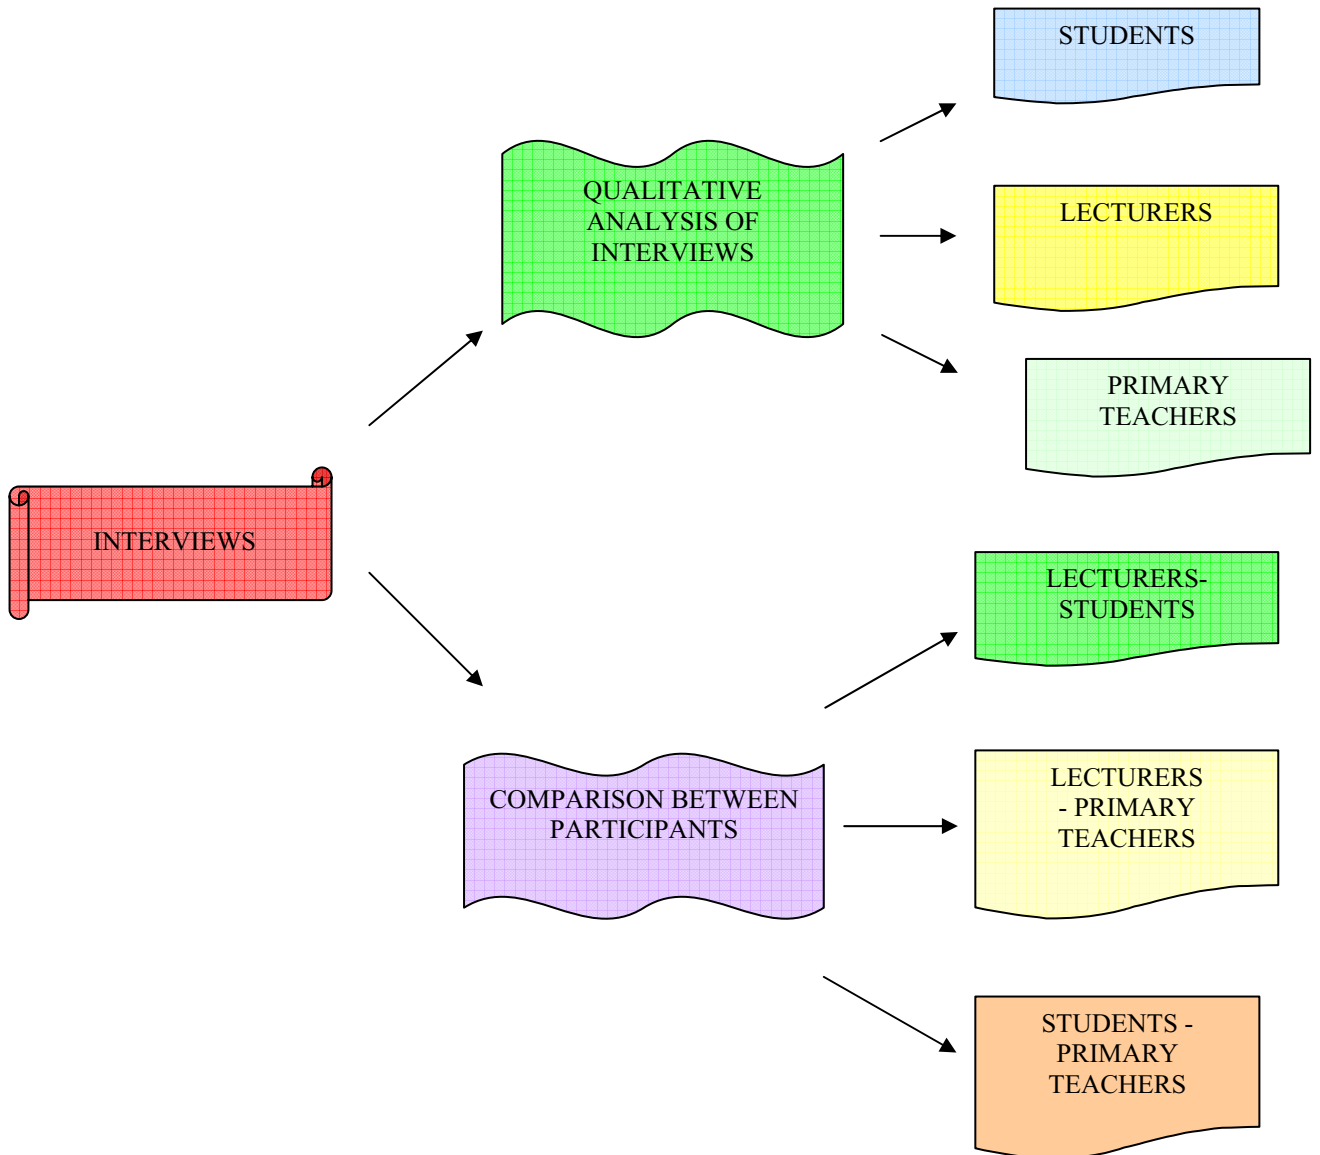 STUDENTS
QUALITATIVE
ANALYSIS OF
INTERVIEWS
LECTURERS
PRIMARY
TEACHERS
INTERVIEWS
LECTURERS-
STUDENTS
COMPARISON BETWEEN
PARTICIPANTS
LECTURERS
- PRIMARY
TEACHERS
STUDENTS -
PRIMARY
TEACHERS